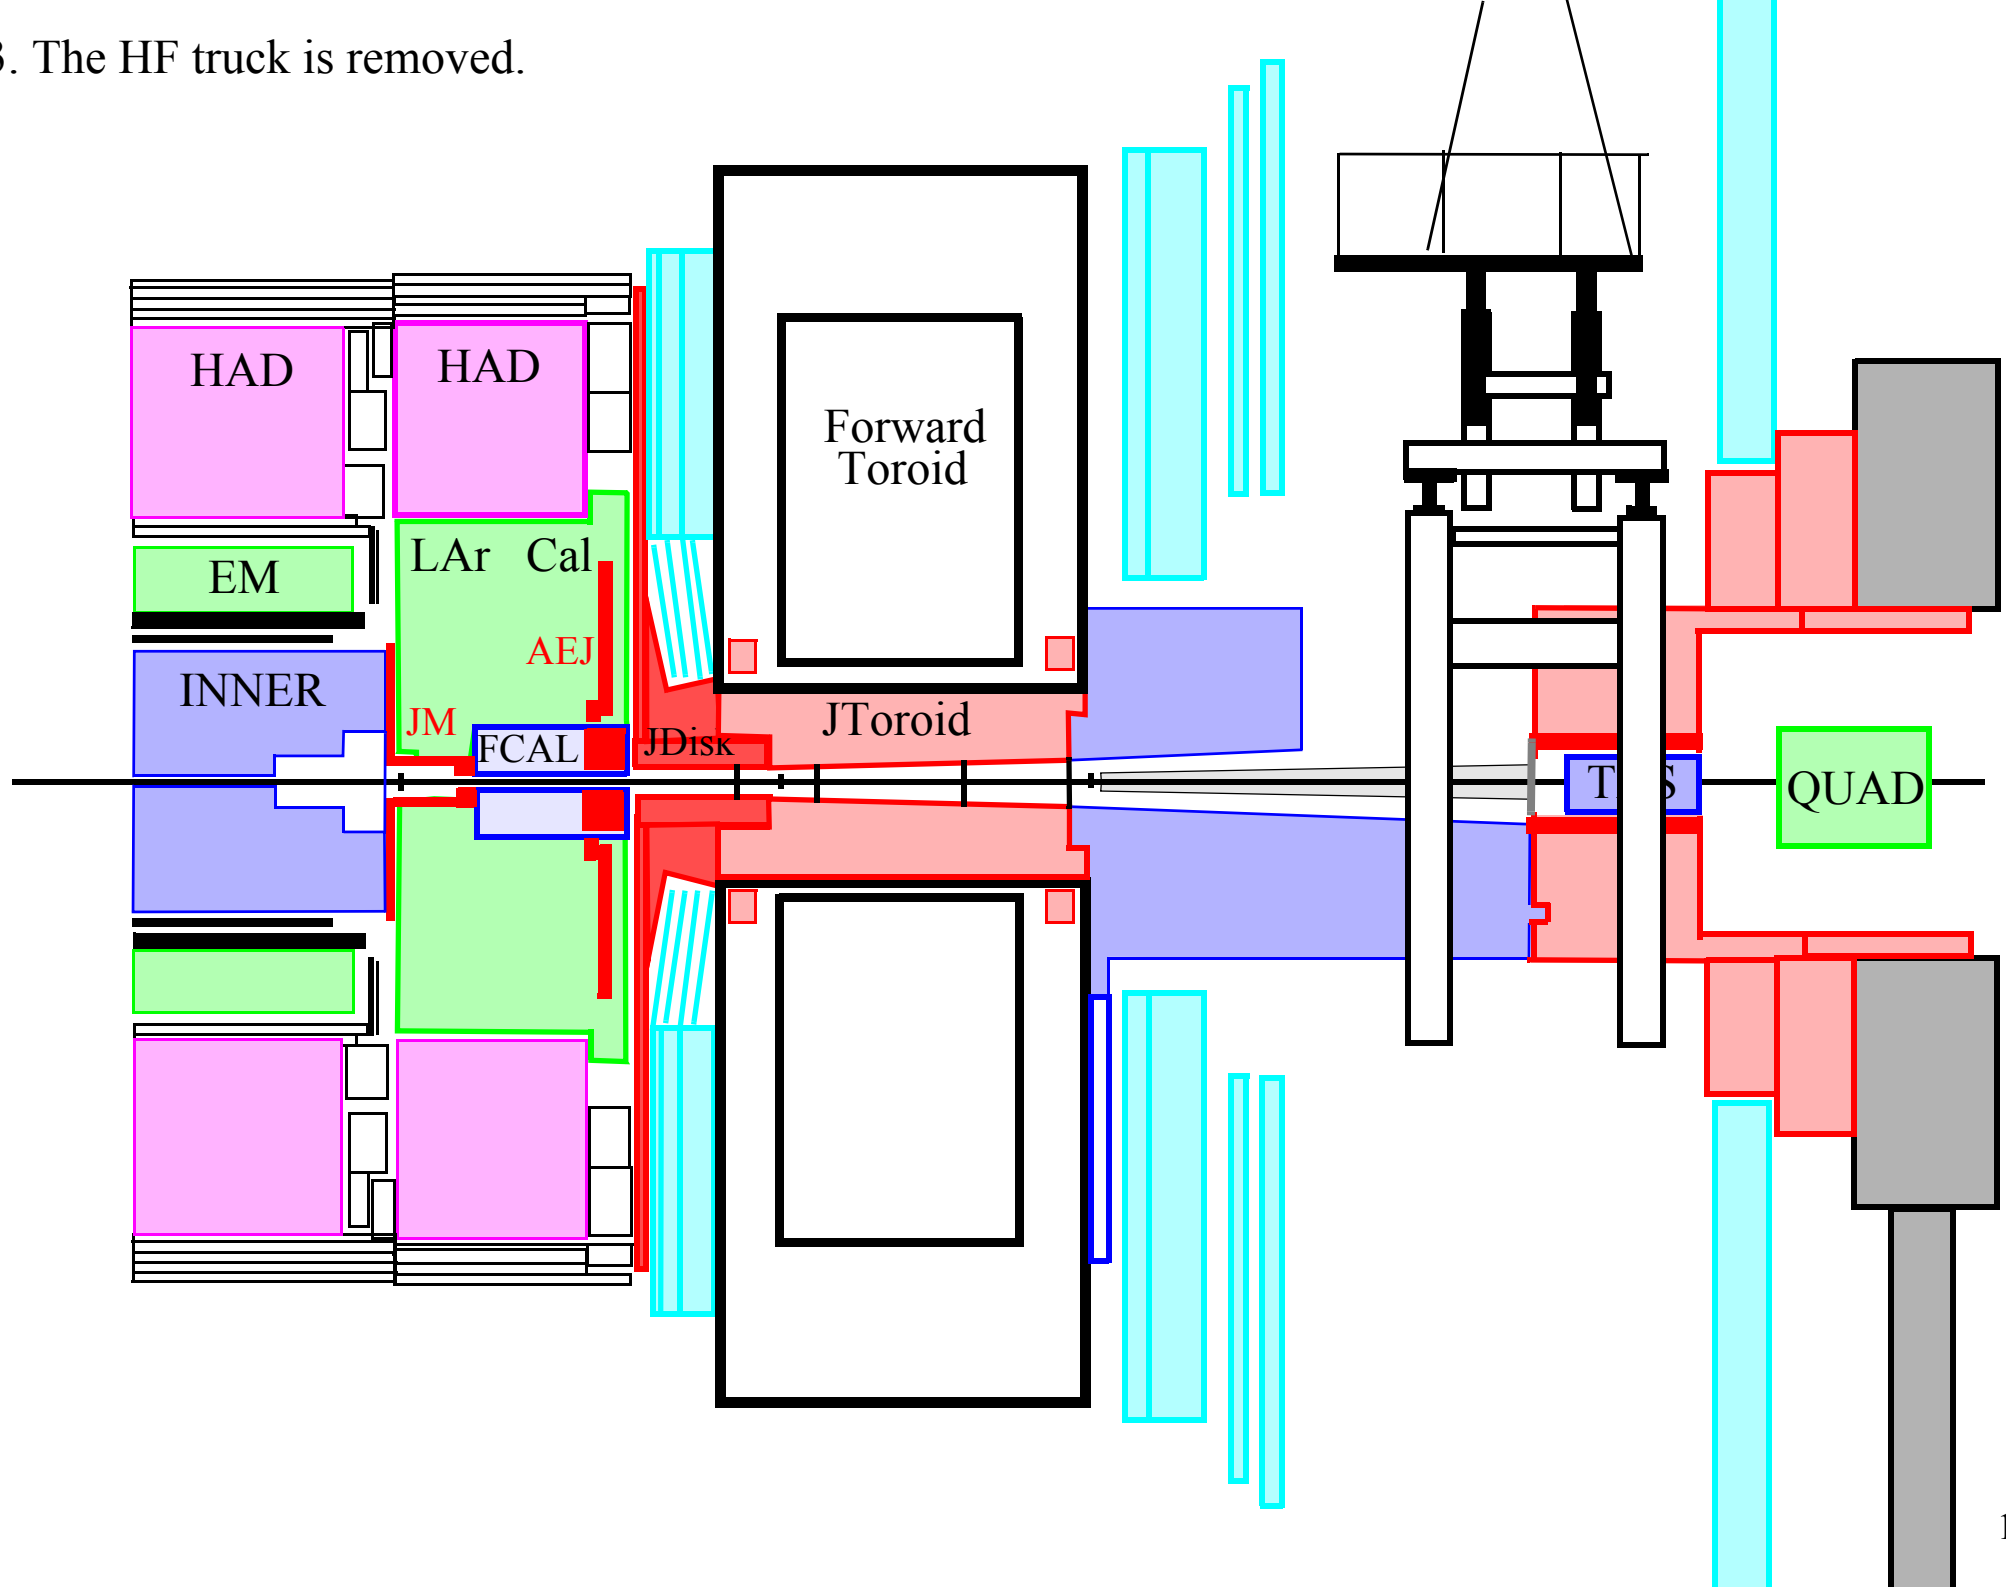 3. The HF truck is removed.
HAD
HAD
Forward
Toroid
LAr Cal
EM
AEJ
INNER
JM
JToroid
FCAL
JDisk
QUAD